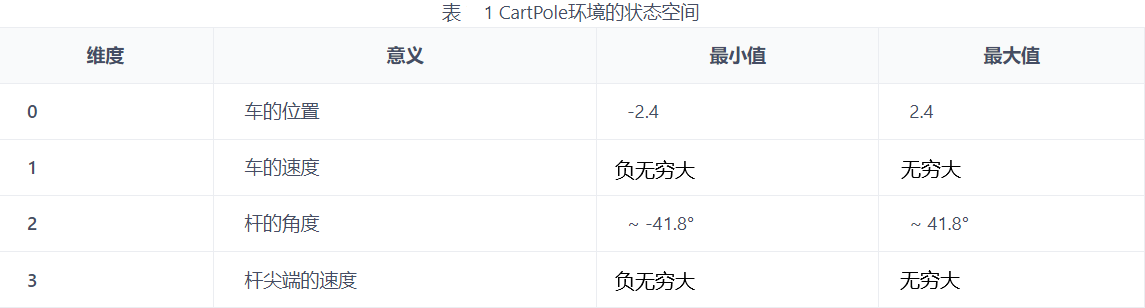 表 1 CartPole环境的状态空间
维度 意义 最小值 最大值
0 车的位置 -2.4 2.4
1 车的速度 负无穷大 无穷大
2 杆的角度 ~ -41.8° ~ 41.8°
3 杆尖端的速度 负无穷大 无穷大